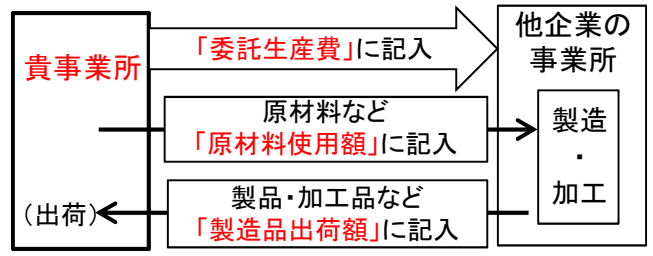 貴事業所
「委託生産費」に記入
他企業の
事業所
原材料など
「原材料使用額」に記入
製造
・
加工
製品・加工品など
「製造品出荷額」に記入
(出荷)